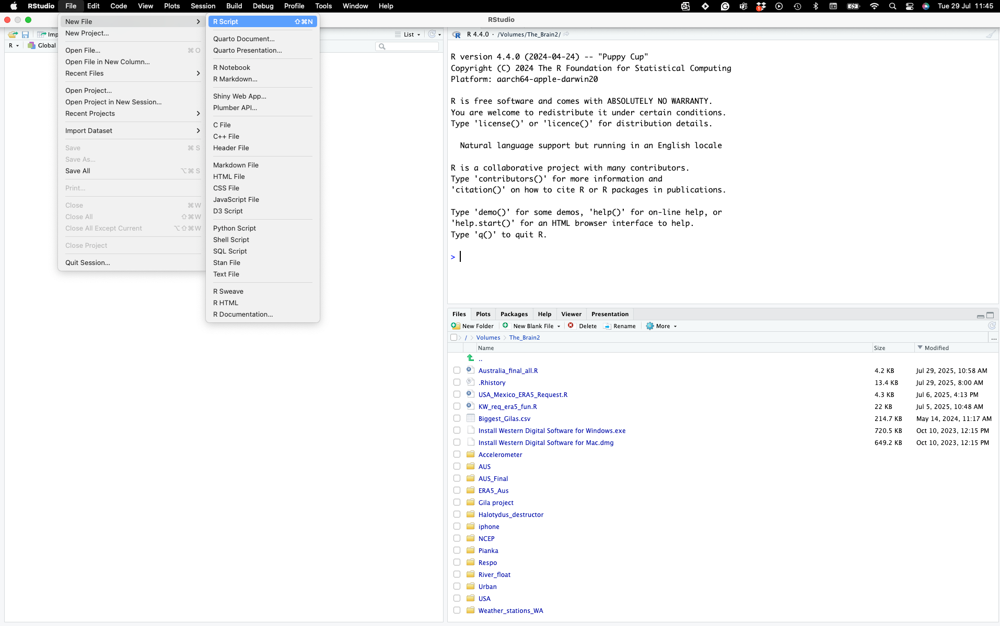 RStudio File Edit Code View Plots Session Build Debug Profile Tools Window Help 1 Tue 29 Jul 11:45
RStudio
New File
New Project...
Open File... ⌘ O
Open File in New Column...
Recent Files
Open Project...
Open Project in New Session...
Recent Projects
Import Dataset
Save ⌘ S
Save As...
Save All ⌥⌘ S
Print...
Close ⌘W
Close All ⇧⌘W
Close All Except Current ⌥⇧⌘W
Close Project
Quit Session...
R Script ⇧⌘N
Quarto Document...
Quarto Presentation...
R Notebook
R Markdown...
Shiny Web App...
Plumber API...
C File
C++ File
Header File
Markdown File
HTML File
CSS File
JavaScript File
D3 Script
Python Script
Shell Script
SQL Script
Stan File
Text File
R Sweave
R HTML
R Documentation...
Imp List
R Global
R 4.4.0 · /Volumes/The_Brain2/
R version 4.4.0 (2024-04-24) -- "Puppy Cup"
Copyright (C) 2024 The R Foundation for Statistical Computing
Platform: aarch64-apple-darwin20
R is free software and comes with ABSOLUTELY NO WARRANTY.
You are welcome to redistribute it under certain conditions.
Type 'license()' or 'licence()' for distribution details.
Natural language support but running in an English locale
R is a collaborative project with many contributors.
Type 'contributors()' for more information and
'citation()' on how to cite R or R packages in publications.
Type 'demo()' for some demos, 'help()' for on-line help, or
'help.start()' for an HTML browser interface to help.
Type 'q()' to quit R.
>
Files Plots Packages Help Viewer Presentation
New Folder New Blank File Delete Rename More
/ Volumes The_Brain2 ...
Name Size Modified
..
Australia_final_all.R 4.2 KB Jul 29, 2025, 10:58 AM
.Rhistory 13.4 KB Jul 29, 2025, 8:00 AM
USA_Mexico_ERA5_Request.R 4.3 KB Jul 6, 2025, 4:13 PM
KW_req_era5_fun.R 22 KB Jul 5, 2025, 10:48 AM
Biggest_Gilas.csv 214.7 KB May 14, 2024, 11:17 AM
Install Western Digital Software for Windows.exe 720.5 KB Oct 10, 2023, 12:15 PM
Install Western Digital Software for Mac.dmg 649.2 KB Oct 10, 2023, 12:15 PM
Accelerometer
AUS
AUS_Final
ERA5_Aus
Gila project
Halotydus_destructor
iphone
NCEP
Pianka
Respo
River_float
Urban
USA
Weather_stations_WA